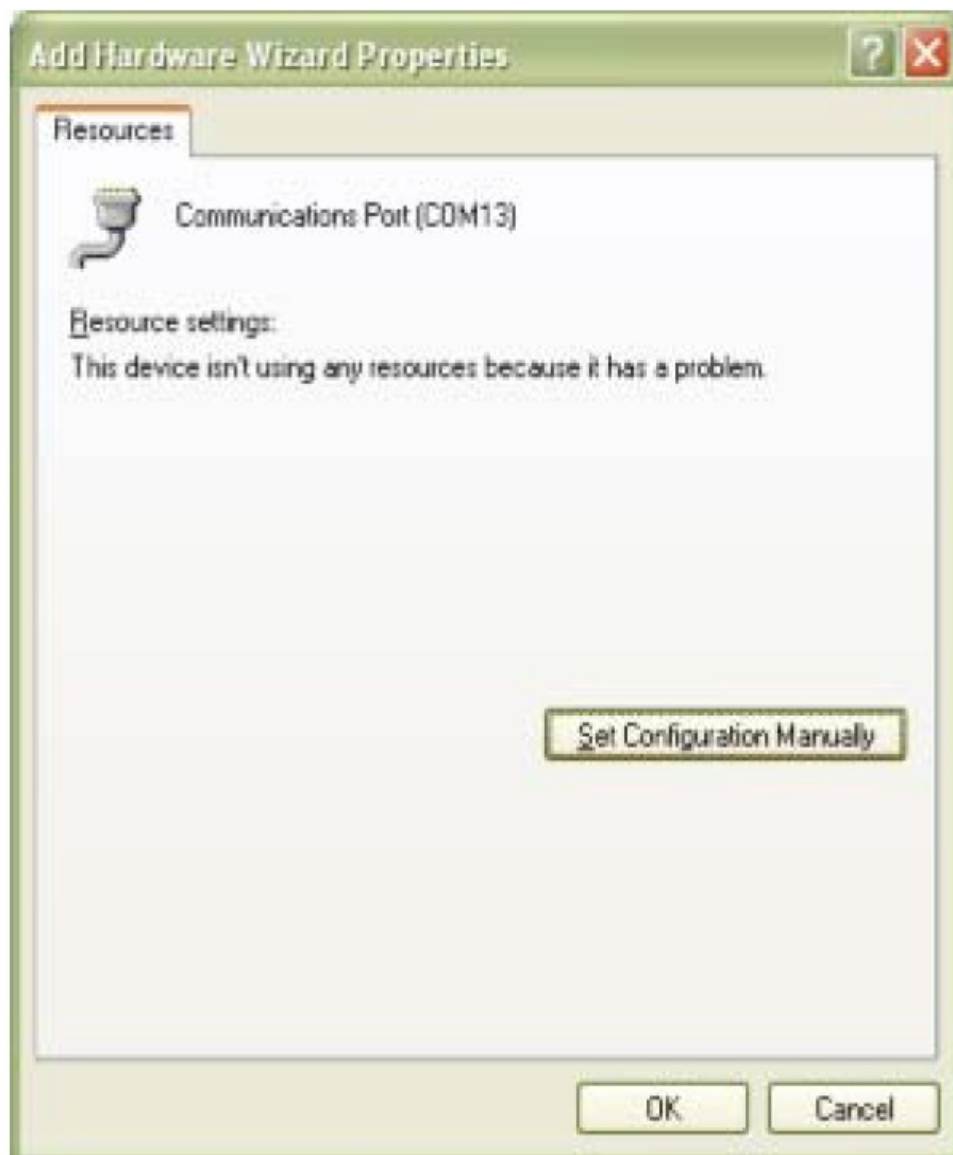 Add Hardware Wizard Properties
?
Resources
Communications Port (COM13)
Resource settings:
This device isn't using any resources because it has a problem.
Set Configuration Manually
OK
Cancel